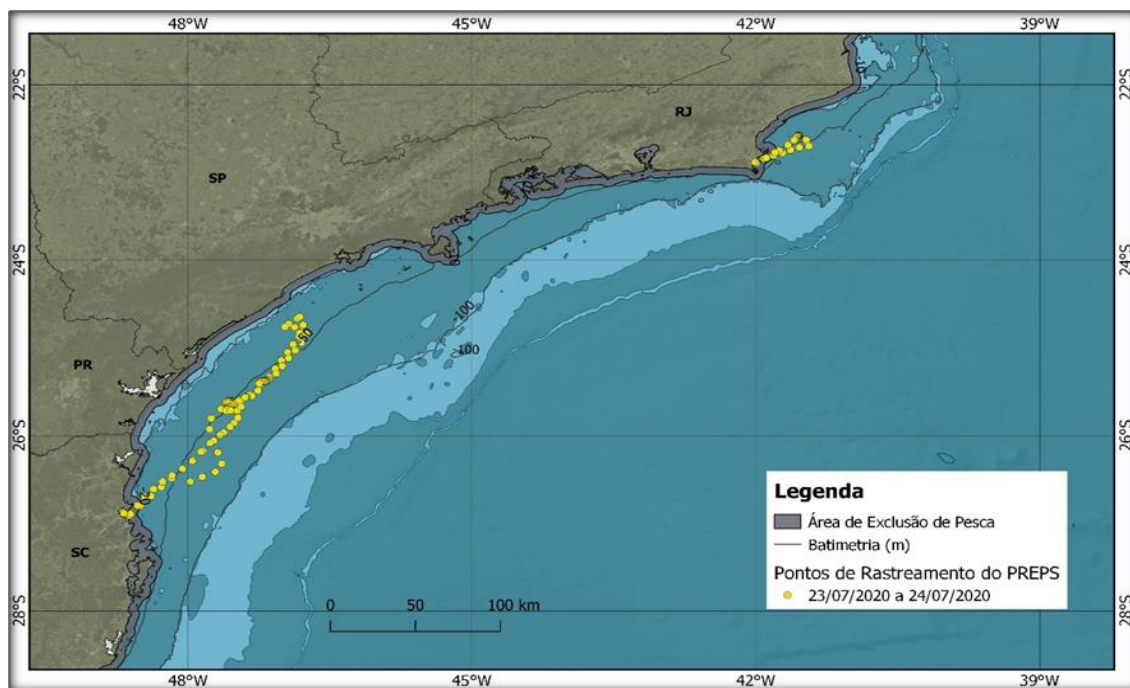 48°W 45°W 42°W 39°W
22°S 22°S
RJ
SP
24°S 24°S
-100
-50
-100
PR
26°S 26°S
SC
Legenda
Área de Exclusão de Pesca
Batimetria (m)
Pontos de Rastreamento do PREPS
23/07/2020 a 24/07/2020
0 50 100 km
28°S 28°S
48°W 45°W 42°W 39°W